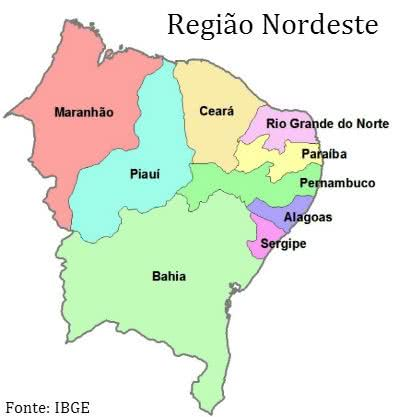 Região Nordeste
Maranhão
Ceará
Rio Grande do Norte
Paraíba
Piauí
Pernambuco
Alagoas
Sergipe
Bahia
Fonte: IBGE